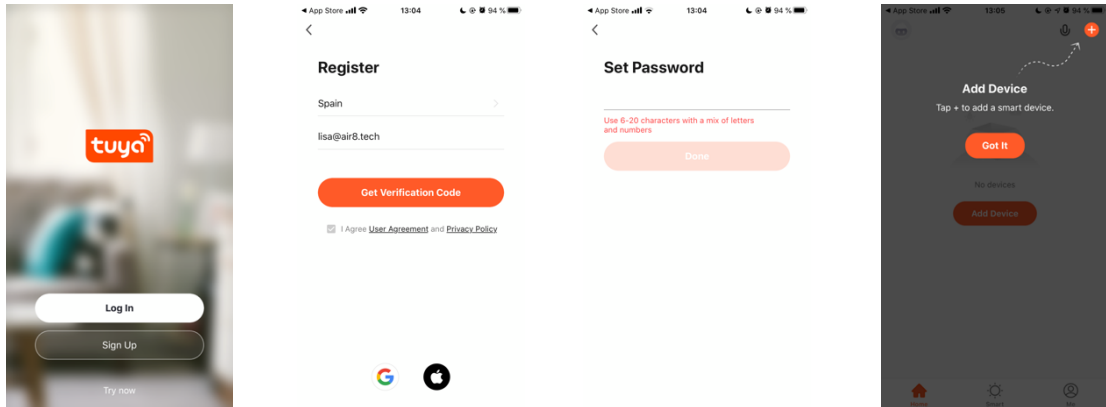 tuya
Log In
Sign Up
Try now
App Store 13:04 94 %
Register
Spain
lisa@air8.tech
Get Verification Code
I Agree User Agreement and Privacy Policy
App Store 13:04 94 %
Set Password
Use 6-20 characters with a mix of letters
and numbers
Done
App Store 13:05 94 %
Add Device
Tap + to add a smart device.
Got It
No devices
Add Device
Home Smart Me